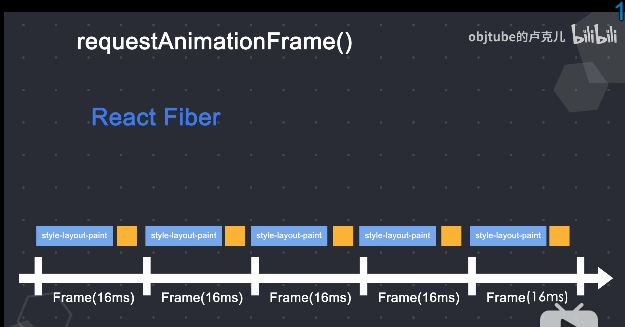 1
requestAnimationFrame()
objtube的卢克儿 bilibili
React Fiber
style-layout-paint style-layout-paint style-layout-paint style-layout-paint style-layout-paint
Frame(16ms) Frame(16ms) Frame(16ms) Frame(16ms) Frame(16ms)